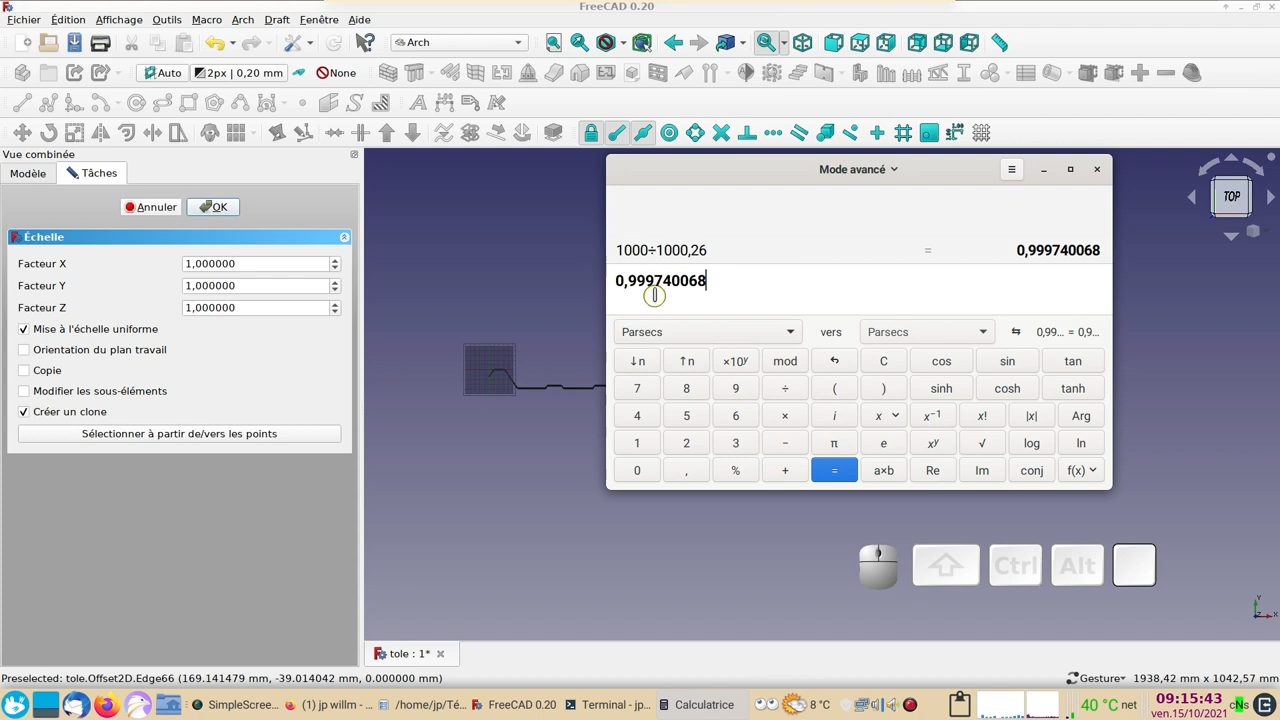 FreeCAD 0.20
Fichier Édition Affichage Outils Macro Arch Draft Fenêtre Aide
Arch
Auto 2px | 0,20 mm None
Vue combinée
Modèle Tâches
Annuler OK
Échelle
Facteur X 1,000000
Facteur Y 1,000000
Facteur Z 1,000000
Mise à l'échelle uniforme
Orientation du plan travail
Copie
Modifier les sous-éléments
Créer un clone
Sélectionner à partir de/vers les points
Mode avancé
1000÷1000,26 = 0,999740068
0,999740068
Parsecs vers Parsecs 0,99... = 0,9...
↓n ↑n ×10ʸ mod C cos sin tan
7 8 9 ÷ ( ) sinh cosh tanh
4 5 6 × i x x⁻¹ x! |x| Arg
1 2 3 − π e xʸ √ log ln
0 , % + = a×b Re Im conj f(x)
TOP
Ctrl Alt
Y
X
tole : 1*
Preselected: tole.Offset2D.Edge66 (169.141479 mm, -39.014042 mm, 0,000000 mm) Gesture 1938,42 mm x 1042,57 mm
SimpleScree... (1) jp willm -... /home/jp/Té... FreeCAD 0.20 Terminal - jp... Calculatrice 8°C 40 °C net 09:15:43
ven.15/10/2021